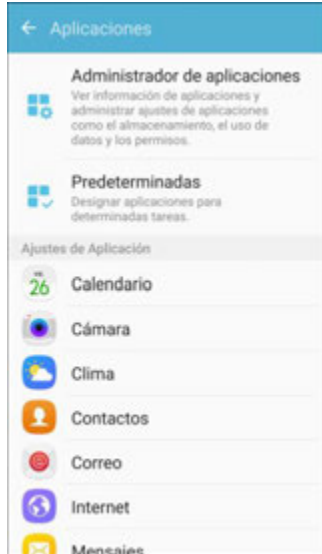 Aplicaciones
Administrador de aplicaciones
Ver información de aplicaciones y
administrar ajustes de aplicaciones
como el almacenamiento, el uso de
datos y los permisos.
Predeterminadas
Designar aplicaciones para
determinadas tareas.
Ajustes de Aplicación
26
Calendario
Cámara
Clima
Contactos
Correo
Internet
Mensajes